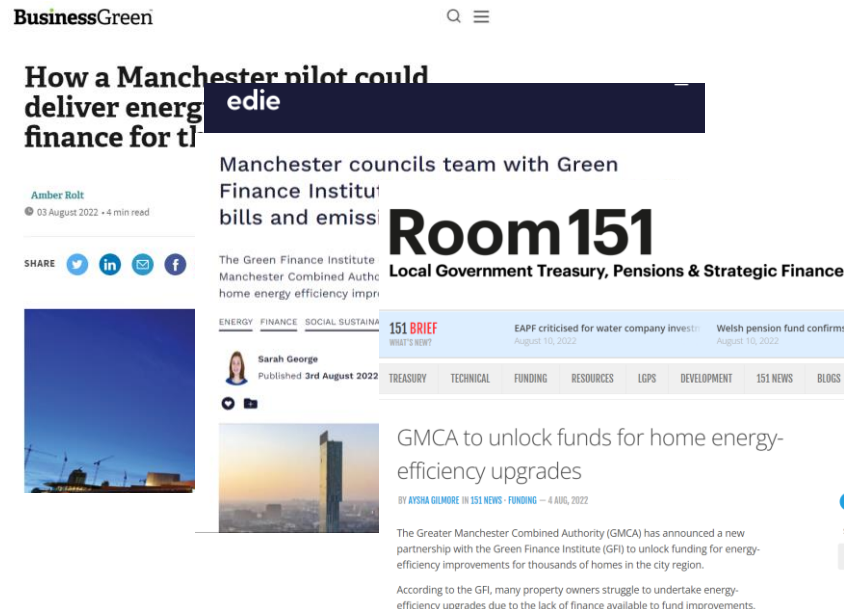 BusinessGreen
How a Manchester pilot could
deliver energ
finance for t
Amber Rolt
03 August 2022 • 4 min read
SHARE
edie
Manchester councils team with Green
Finance Institu
bills and emissi
The Green Finance Institute
Manchester Combined Autho
home energy efficiency impr
ENERGY FINANCE SOCIAL SUSTAINA
Sarah George
Published 3rd August 2022
Room151
Local Government Treasury, Pensions & Strategic Finance
151 BRIEF
WHAT'S NEW?
EAPF criticised for water company investm
August 10, 2022
Welsh pension fund confirms
August 10, 2022
TREASURY TECHNICAL FUNDING RESOURCES LGPS DEVELOPMENT 151 NEWS BLOGS
GMCA to unlock funds for home energy-
efficiency upgrades
BY AYSHA GILMORE IN 151 NEWS · FUNDING — 4 AUG, 2022
The Greater Manchester Combined Authority (GMCA) has announced a new
partnership with the Green Finance Institute (GFI) to unlock funding for energy-
efficiency improvements for thousands of homes in the city region.
According to the GFI, many property owners struggle to undertake energy-
efficiency upgrades due to the lack of finance available to fund improvements.